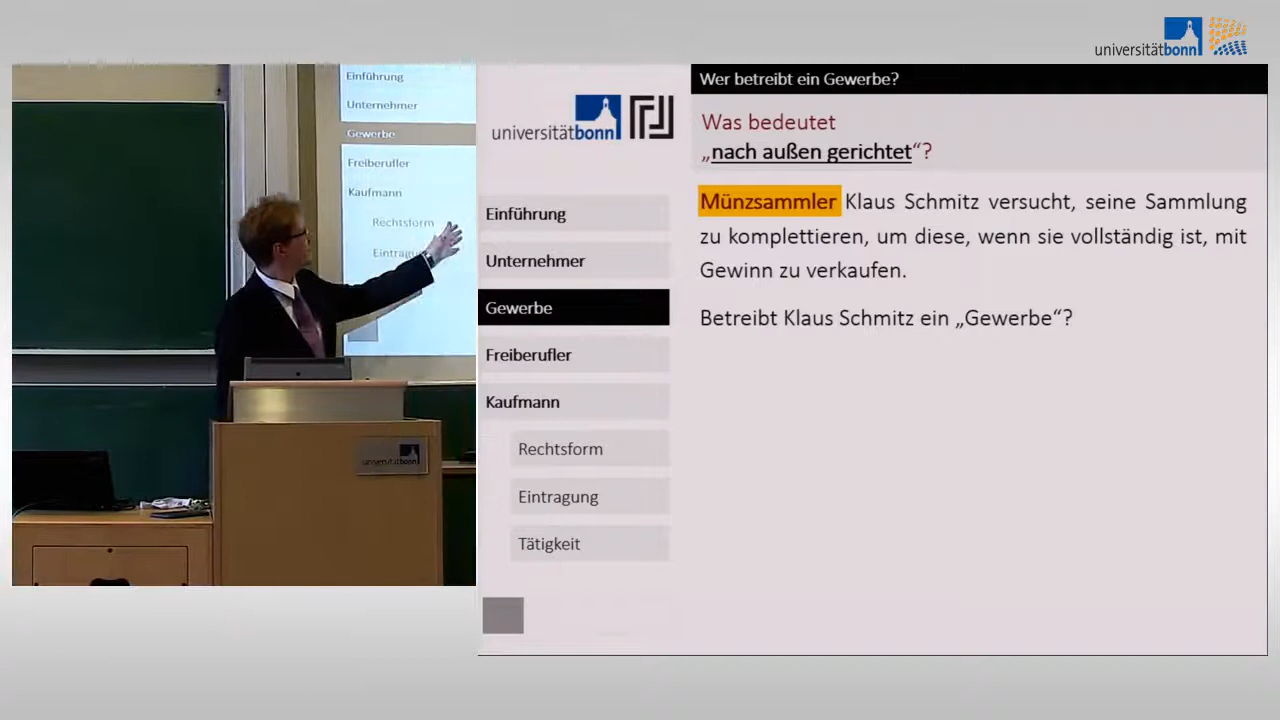 universitätbonn
Einführung
Unternehmer
Gewerbe
Freiberufler
Kaufmann
Rechtsform
universitätbonn
universitätbonn
Einführung
Unternehmer
Gewerbe
Freiberufler
Kaufmann
Rechtsform
Eintragung
Tätigkeit
Wer betreibt ein Gewerbe?
Was bedeutet
„nach außen gerichtet“?
Münzsammler Klaus Schmitz versucht, seine Sammlung
zu komplettieren, um diese, wenn sie vollständig ist, mit
Gewinn zu verkaufen.
Betreibt Klaus Schmitz ein „Gewerbe“?